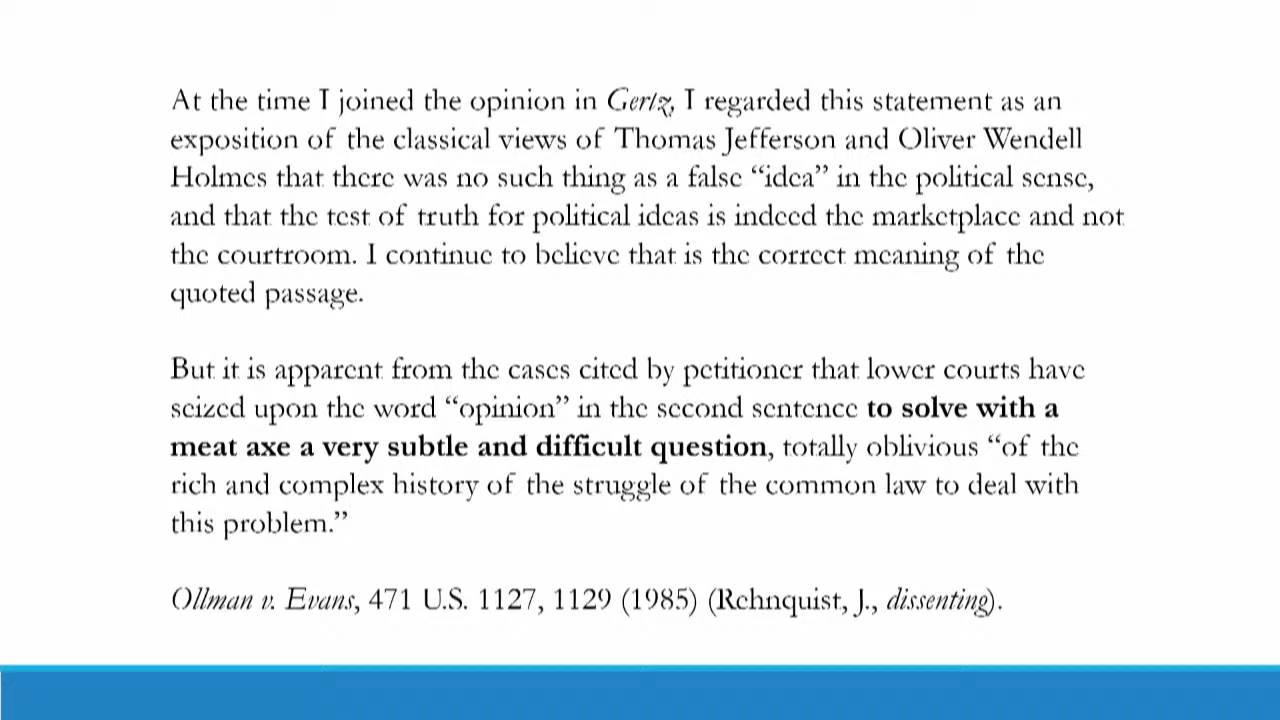 At the time I joined the opinion in Gertz, I regarded this statement as an
exposition of the classical views of Thomas Jefferson and Oliver Wendell
Holmes that there was no such thing as a false “idea” in the political sense,
and that the test of truth for political ideas is indeed the marketplace and not
the courtroom. I continue to believe that is the correct meaning of the
quoted passage.
But it is apparent from the cases cited by petitioner that lower courts have
seized upon the word “opinion” in the second sentence to solve with a
meat axe a very subtle and difficult question, totally oblivious “of the
rich and complex history of the struggle of the common law to deal with
this problem.”
Ollman v. Evans, 471 U.S. 1127, 1129 (1985) (Rehnquist, J., dissenting).